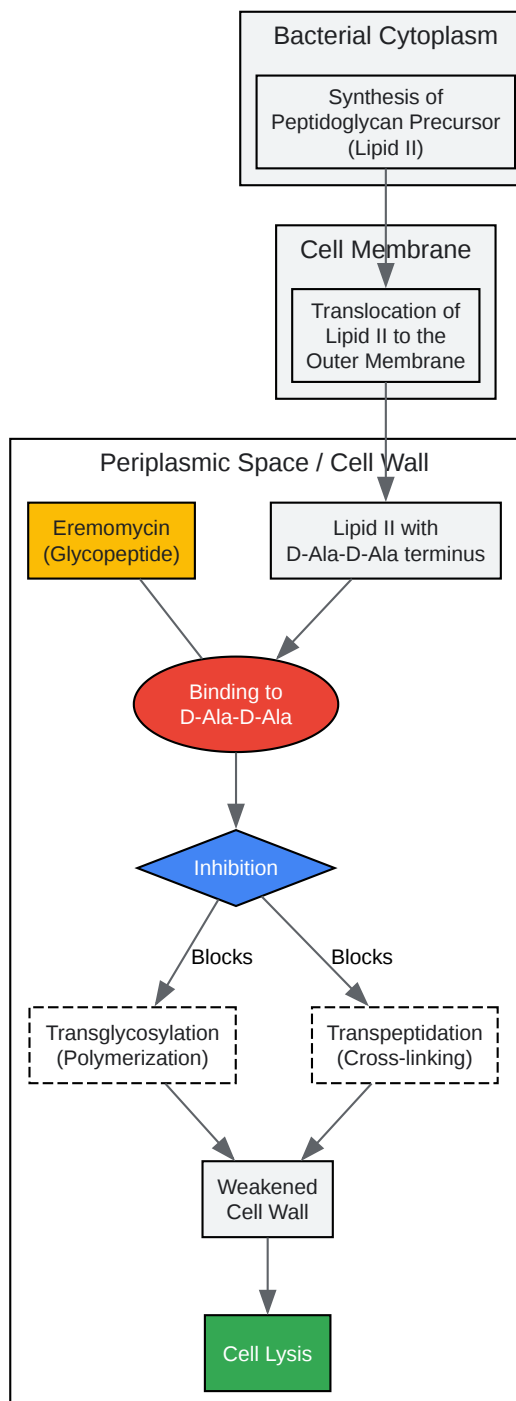 Bacterial Cytoplasm
Synthesis of
Peptidoglycan Precursor
(Lipid II)
Cell Membrane
Translocation of
Lipid II to the
Outer Membrane
Periplasmic Space / Cell Wall
Eremomycin
(Glycopeptide)
Lipid II with
D-Ala-D-Ala terminus
Binding to
D-Ala-D-Ala
Inhibition
Blocks
Blocks
Transglycosylation
(Polymerization)
Transpeptidation
(Cross-linking)
Weakened
Cell Wall
Cell Lysis